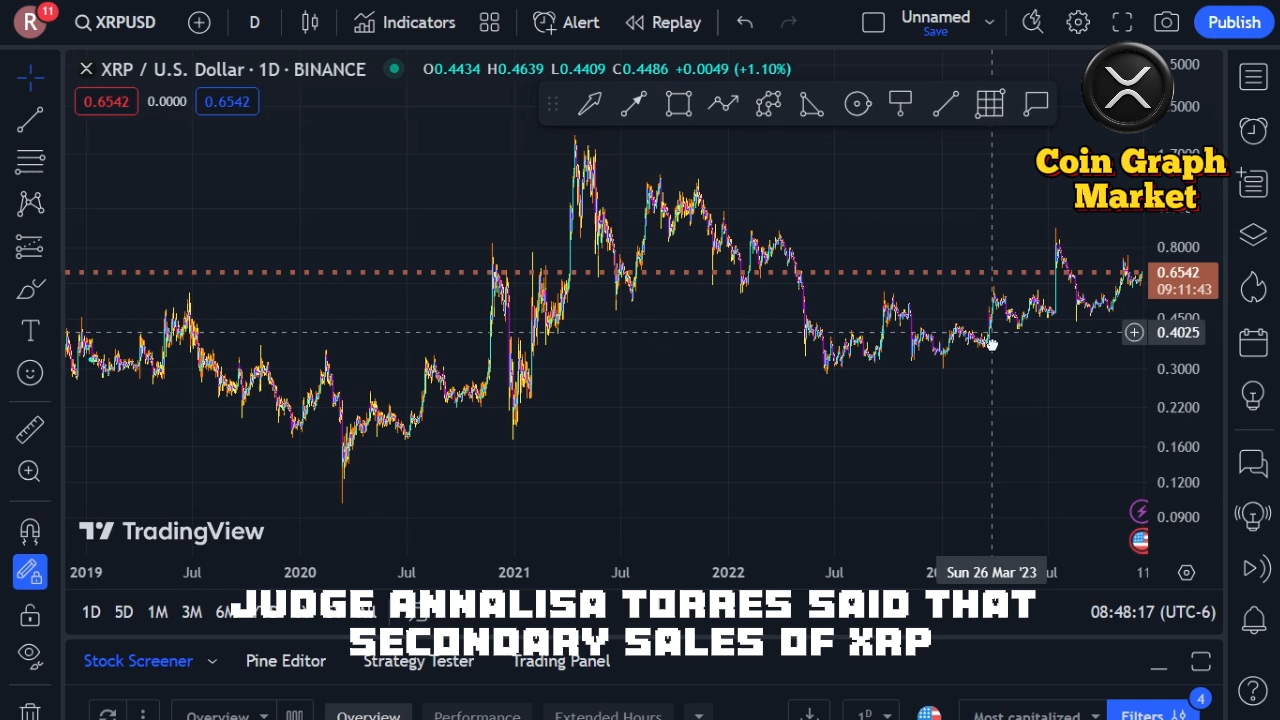 R 11 XRPUSD D Indicators Alert Replay Unnamed Save Publish
XRP / U.S. Dollar · 1D · BINANCE O0.4434 H0.4639 L0.4409 C0.4486 +0.0049 (+1.10%)
0.6542 0.0000 0.6542
Coin Graph
Market
0.8000
0.6542
09:11:43
0.4025
0.3000
0.2200
0.1600
0.1200
0.0900
TradingView
2019 Jul 2020 Jul 2021 Jul 2022 Jul Sun 26 Mar '23 11
1D 5D 1M 3M 08:48:17 (UTC-6)
JUDGE ANNALISA TORRES SAID THAT
SECONDARY SALES OF XRP
Stock Screener Pine Editor Strategy Tester Trading Panel
4
Overview Overview Performance Extended Hours 1D Most capitalized Filters